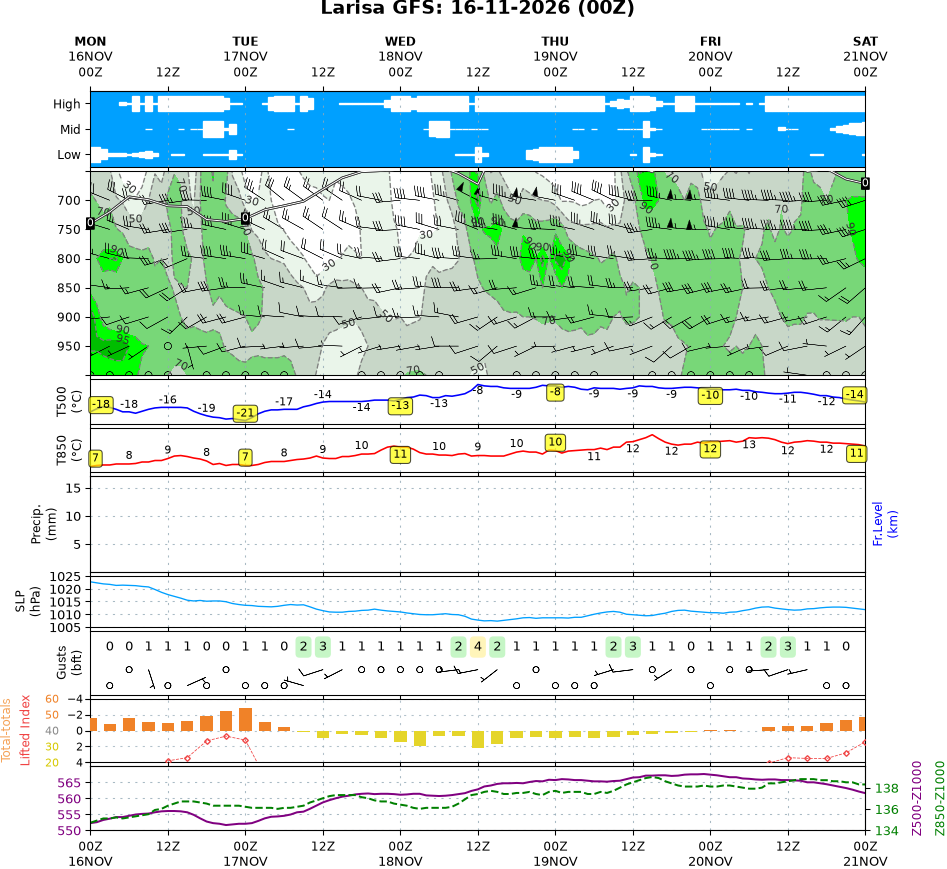 Larisa GFS: 16-11-2026 (00Z)
MON TUE WED THU FRI SAT
16NOV 17NOV 18NOV 19NOV 20NOV 21NOV
00Z 12Z 00Z 12Z 00Z 12Z 00Z 12Z 00Z 12Z 00Z
High
Mid
Low
700
750
800
850
900
950
T500 (°C)
-18 -18 -16 -19 -21 -17 -14 -14 -13 -13 -8 -9 -8 -9 -9 -9 -10 -10 -11 -12 -14
T850 (°C)
7 8 9 8 7 8 9 10 11 10 9 10 10 11 12 12 12 13 12 12 11
Precip. (mm)
15
10
5
Fr.Level (km)
SLP (hPa)
1025
1020
1015
1010
1005
Gusts (bft)
0 0 1 1 1 0 0 1 1 1 2 3 1 1 1 1 1 1 2 4 2 1 1 1 1 1 2 3 1 1 0 1 1 1 2 3 1 1 0
Total-totals
Lifted Index
60 −4
50 −2
40 0
30 2
20 4
565
560
555
550
138
136
134
Z500-Z1000
Z850-Z1000
00Z 12Z 00Z 12Z 00Z 12Z 00Z 12Z 00Z 12Z 00Z
16NOV 17NOV 18NOV 19NOV 20NOV 21NOV